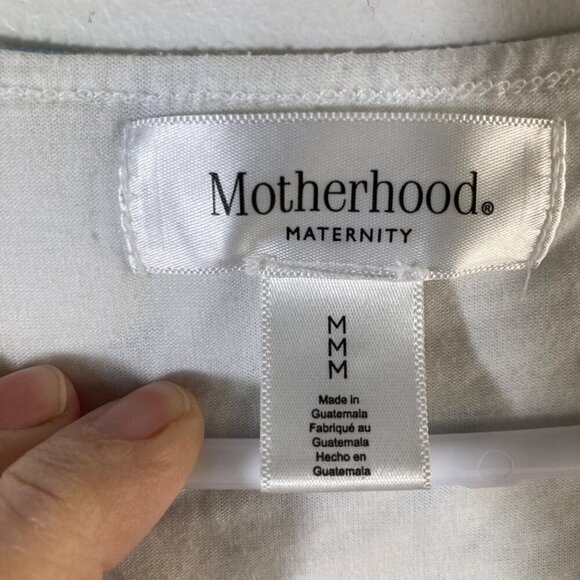 Motherhood®
MATERNITY
M
M
M
Made in
Guatemala
Fabriqué au
Guatemala
Hecho en
Guatemala